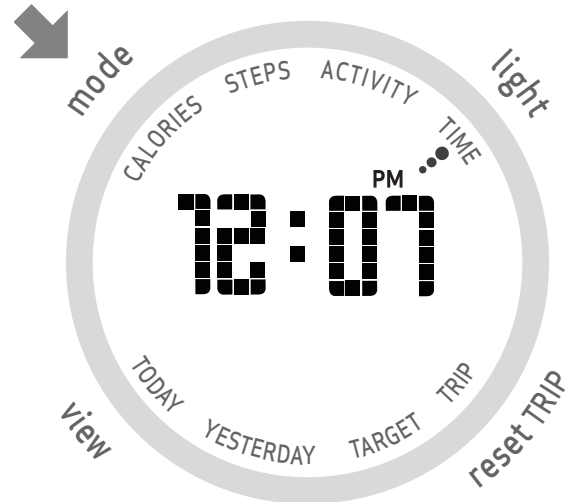 mode
light
CALORIES
STEPS
ACTIVITY
TIME
PM
12:07
TODAY
YESTERDAY
TARGET
TRIP
view
reset TRIP